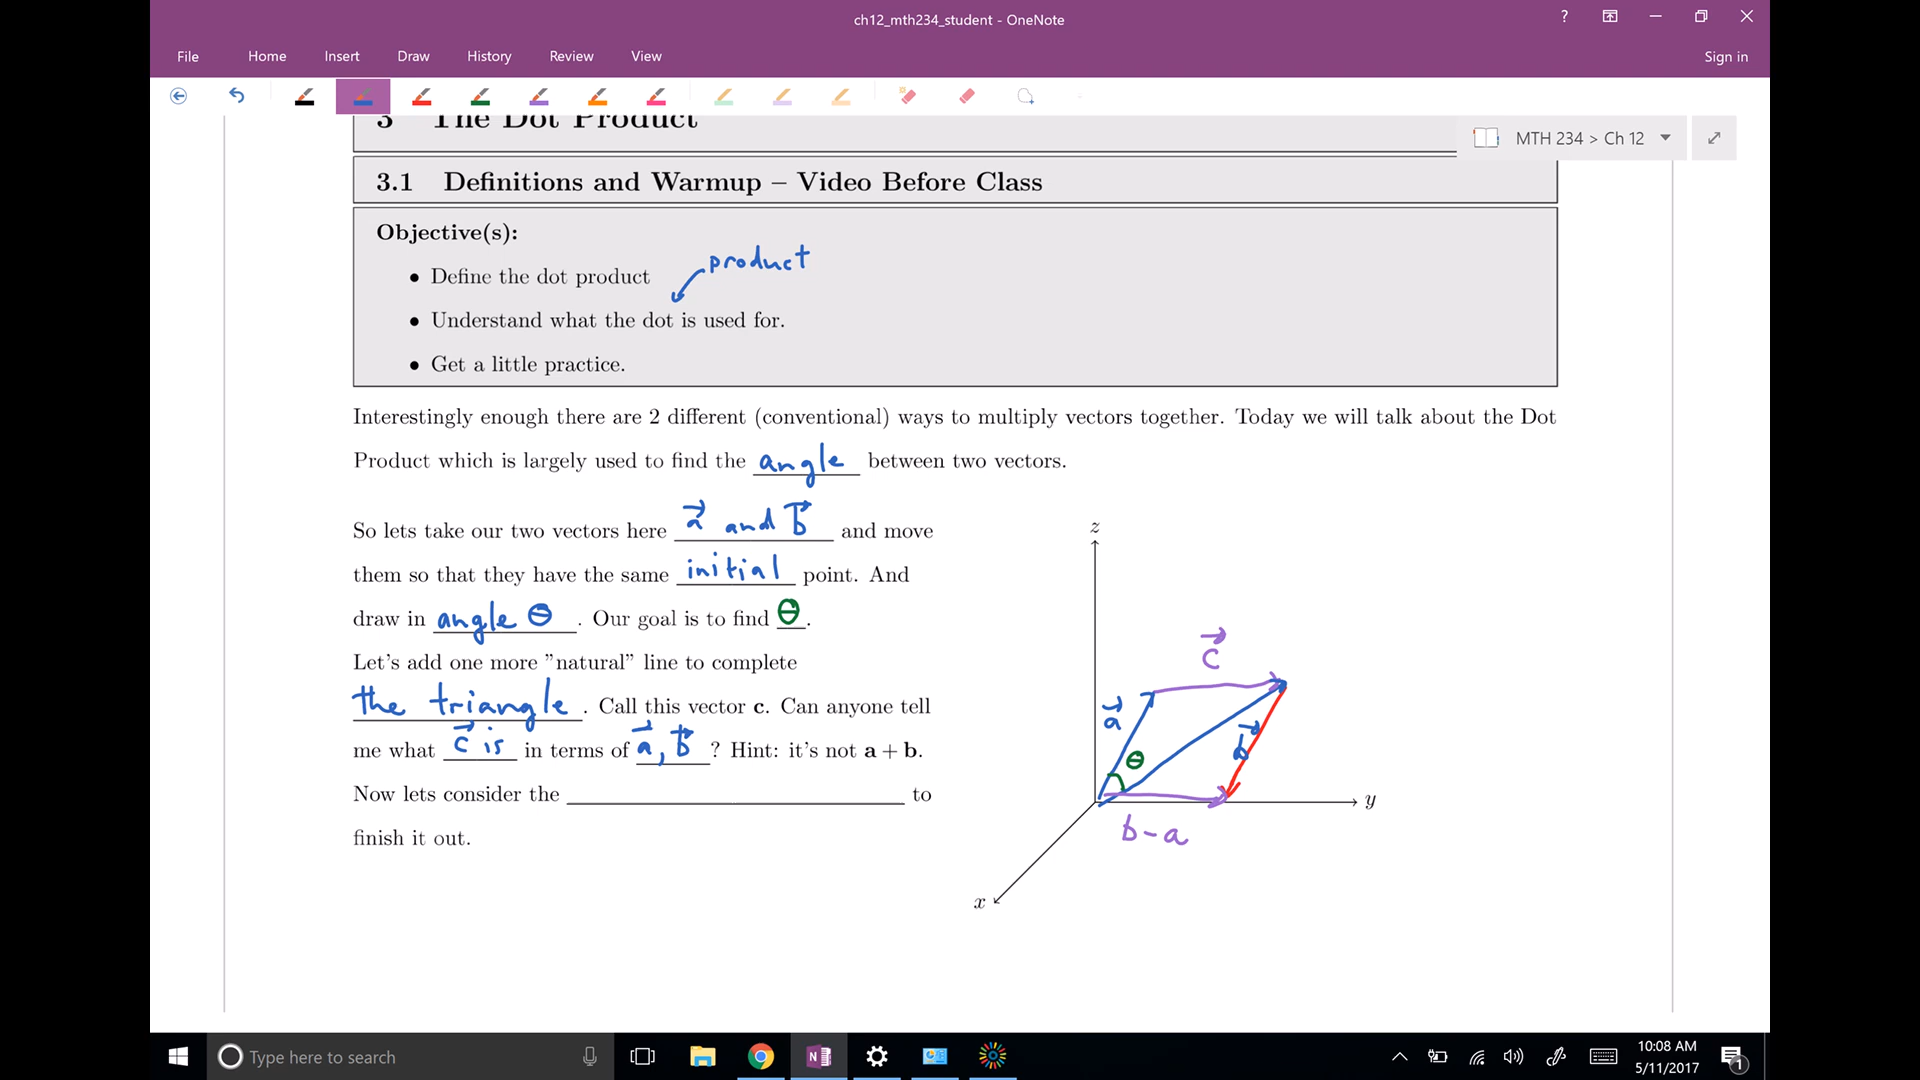 ch12_mth234_student - OneNote
?
File Home Insert Draw History Review View Sign in
3 The Dot Product
MTH 234 > Ch 12
3.1 Definitions and Warmup – Video Before Class
Objective(s):
product
• Define the dot product
• Understand what the dot is used for.
• Get a little practice.
Interestingly enough there are 2 different (conventional) ways to multiply vectors together. Today we will talk about the Dot
Product which is largely used to find the angle between two vectors.
So lets take our two vectors here a⃗ and b⃗ and move
them so that they have the same initial point. And
draw in angle θ. Our goal is to find θ.
Let's add one more "natural" line to complete
the triangle. Call this vector c. Can anyone tell
me what c⃗ is in terms of a⃗, b⃗? Hint: it's not a + b.
Now lets consider the ____________ to
finish it out.
z
c⃗
a⃗
b⃗
θ
y
b - a
x
Type here to search
N
10:08 AM
5/11/2017
1